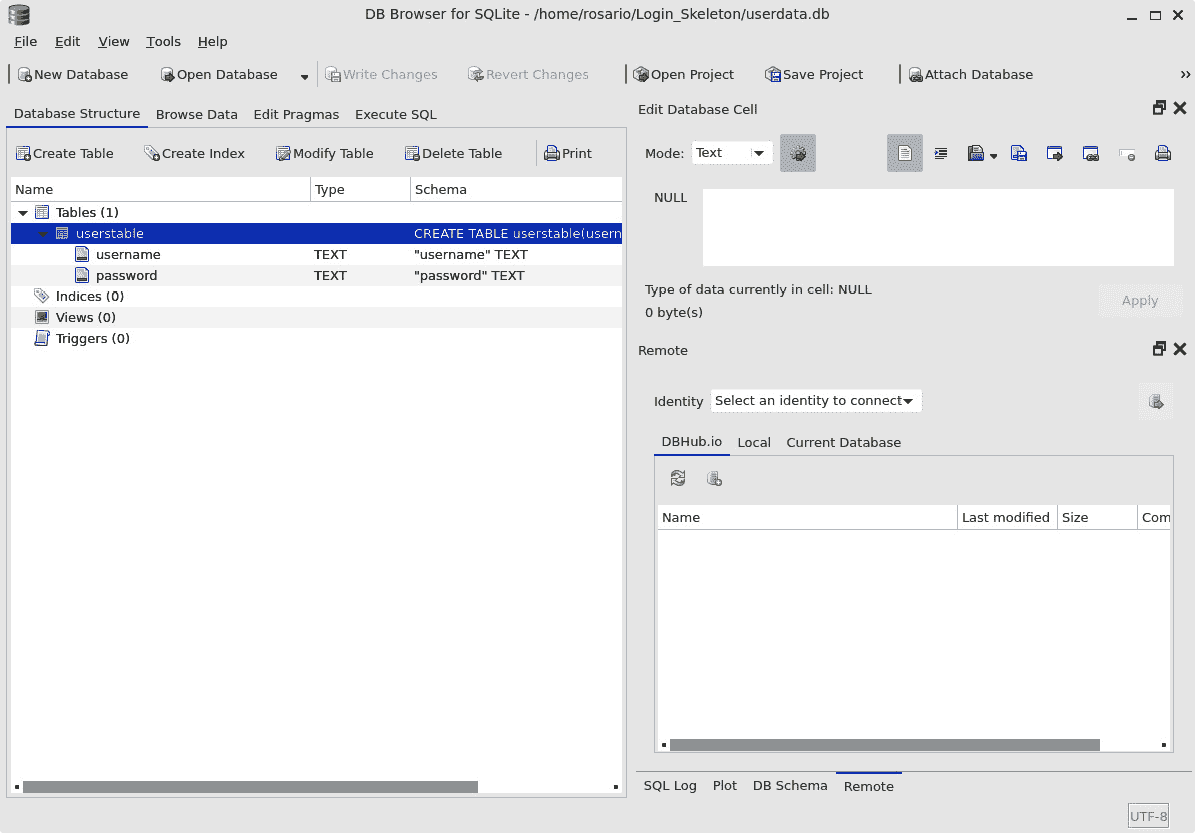 DB Browser for SQLite - /home/rosario/Login_Skeleton/userdata.db
File Edit View Tools Help
New Database Open Database Write Changes Revert Changes Open Project Save Project Attach Database »
Database Structure Browse Data Edit Pragmas Execute SQL
Create Table Create Index Modify Table Delete Table Print
Name Type Schema
Tables (1)
userstable CREATE TABLE userstable(usern
username TEXT "username" TEXT
password TEXT "password" TEXT
Indices (0)
Views (0)
Triggers (0)
Edit Database Cell
Mode: Text
NULL
Type of data currently in cell: NULL
0 byte(s)
Apply
Remote
Identity Select an identity to connect
DBHub.io Local Current Database
Name Last modified Size Com
SQL Log Plot DB Schema Remote
UTF-8